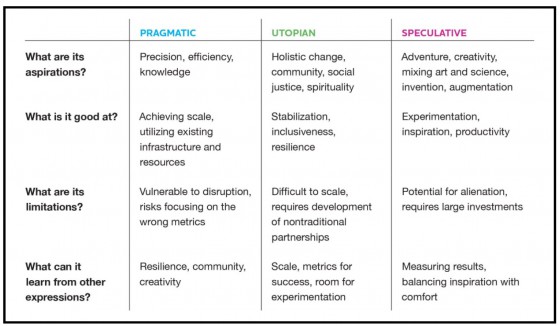 PRAGMATIC
UTOPIAN
SPECULATIVE
What are its
aspirations?
Precision, efficiency,
knowledge
Holistic change,
community, social
justice, spirituality
Adventure, creativity,
mixing art and science,
invention, augmentation
What is it good at?
Achieving scale,
utilizing existing
infrastructure and
resources
Stabilization,
inclusiveness,
resilience
Experimentation,
inspiration, productivity
What are its
limitations?
Vulnerable to disruption,
risks focusing on the
wrong metrics
Difficult to scale,
requires development
of nontraditional
partnerships
Potential for alienation,
requires large investments
What can it
learn from other
expressions?
Resilience, community,
creativity
Scale, metrics for
success, room for
experimentation
Measuring results,
balancing inspiration with
comfort